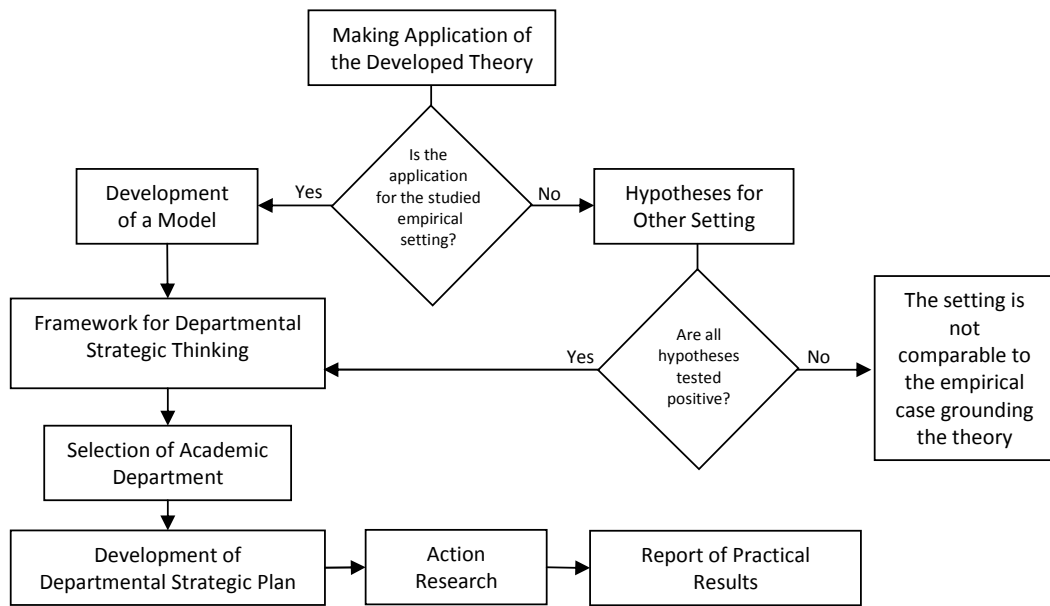 Making Application of
the Developed Theory
Is the
application
for the studied
empirical
setting?
Yes
No
Development
of a Model
Hypotheses for
Other Setting
Framework for Departmental
Strategic Thinking
Yes
Are all
hypotheses
tested
positive?
No
The setting is
not
comparable to
the empirical
case grounding
the theory
Selection of Academic
Department
Development of
Departmental Strategic Plan
Action
Research
Report of Practical
Results